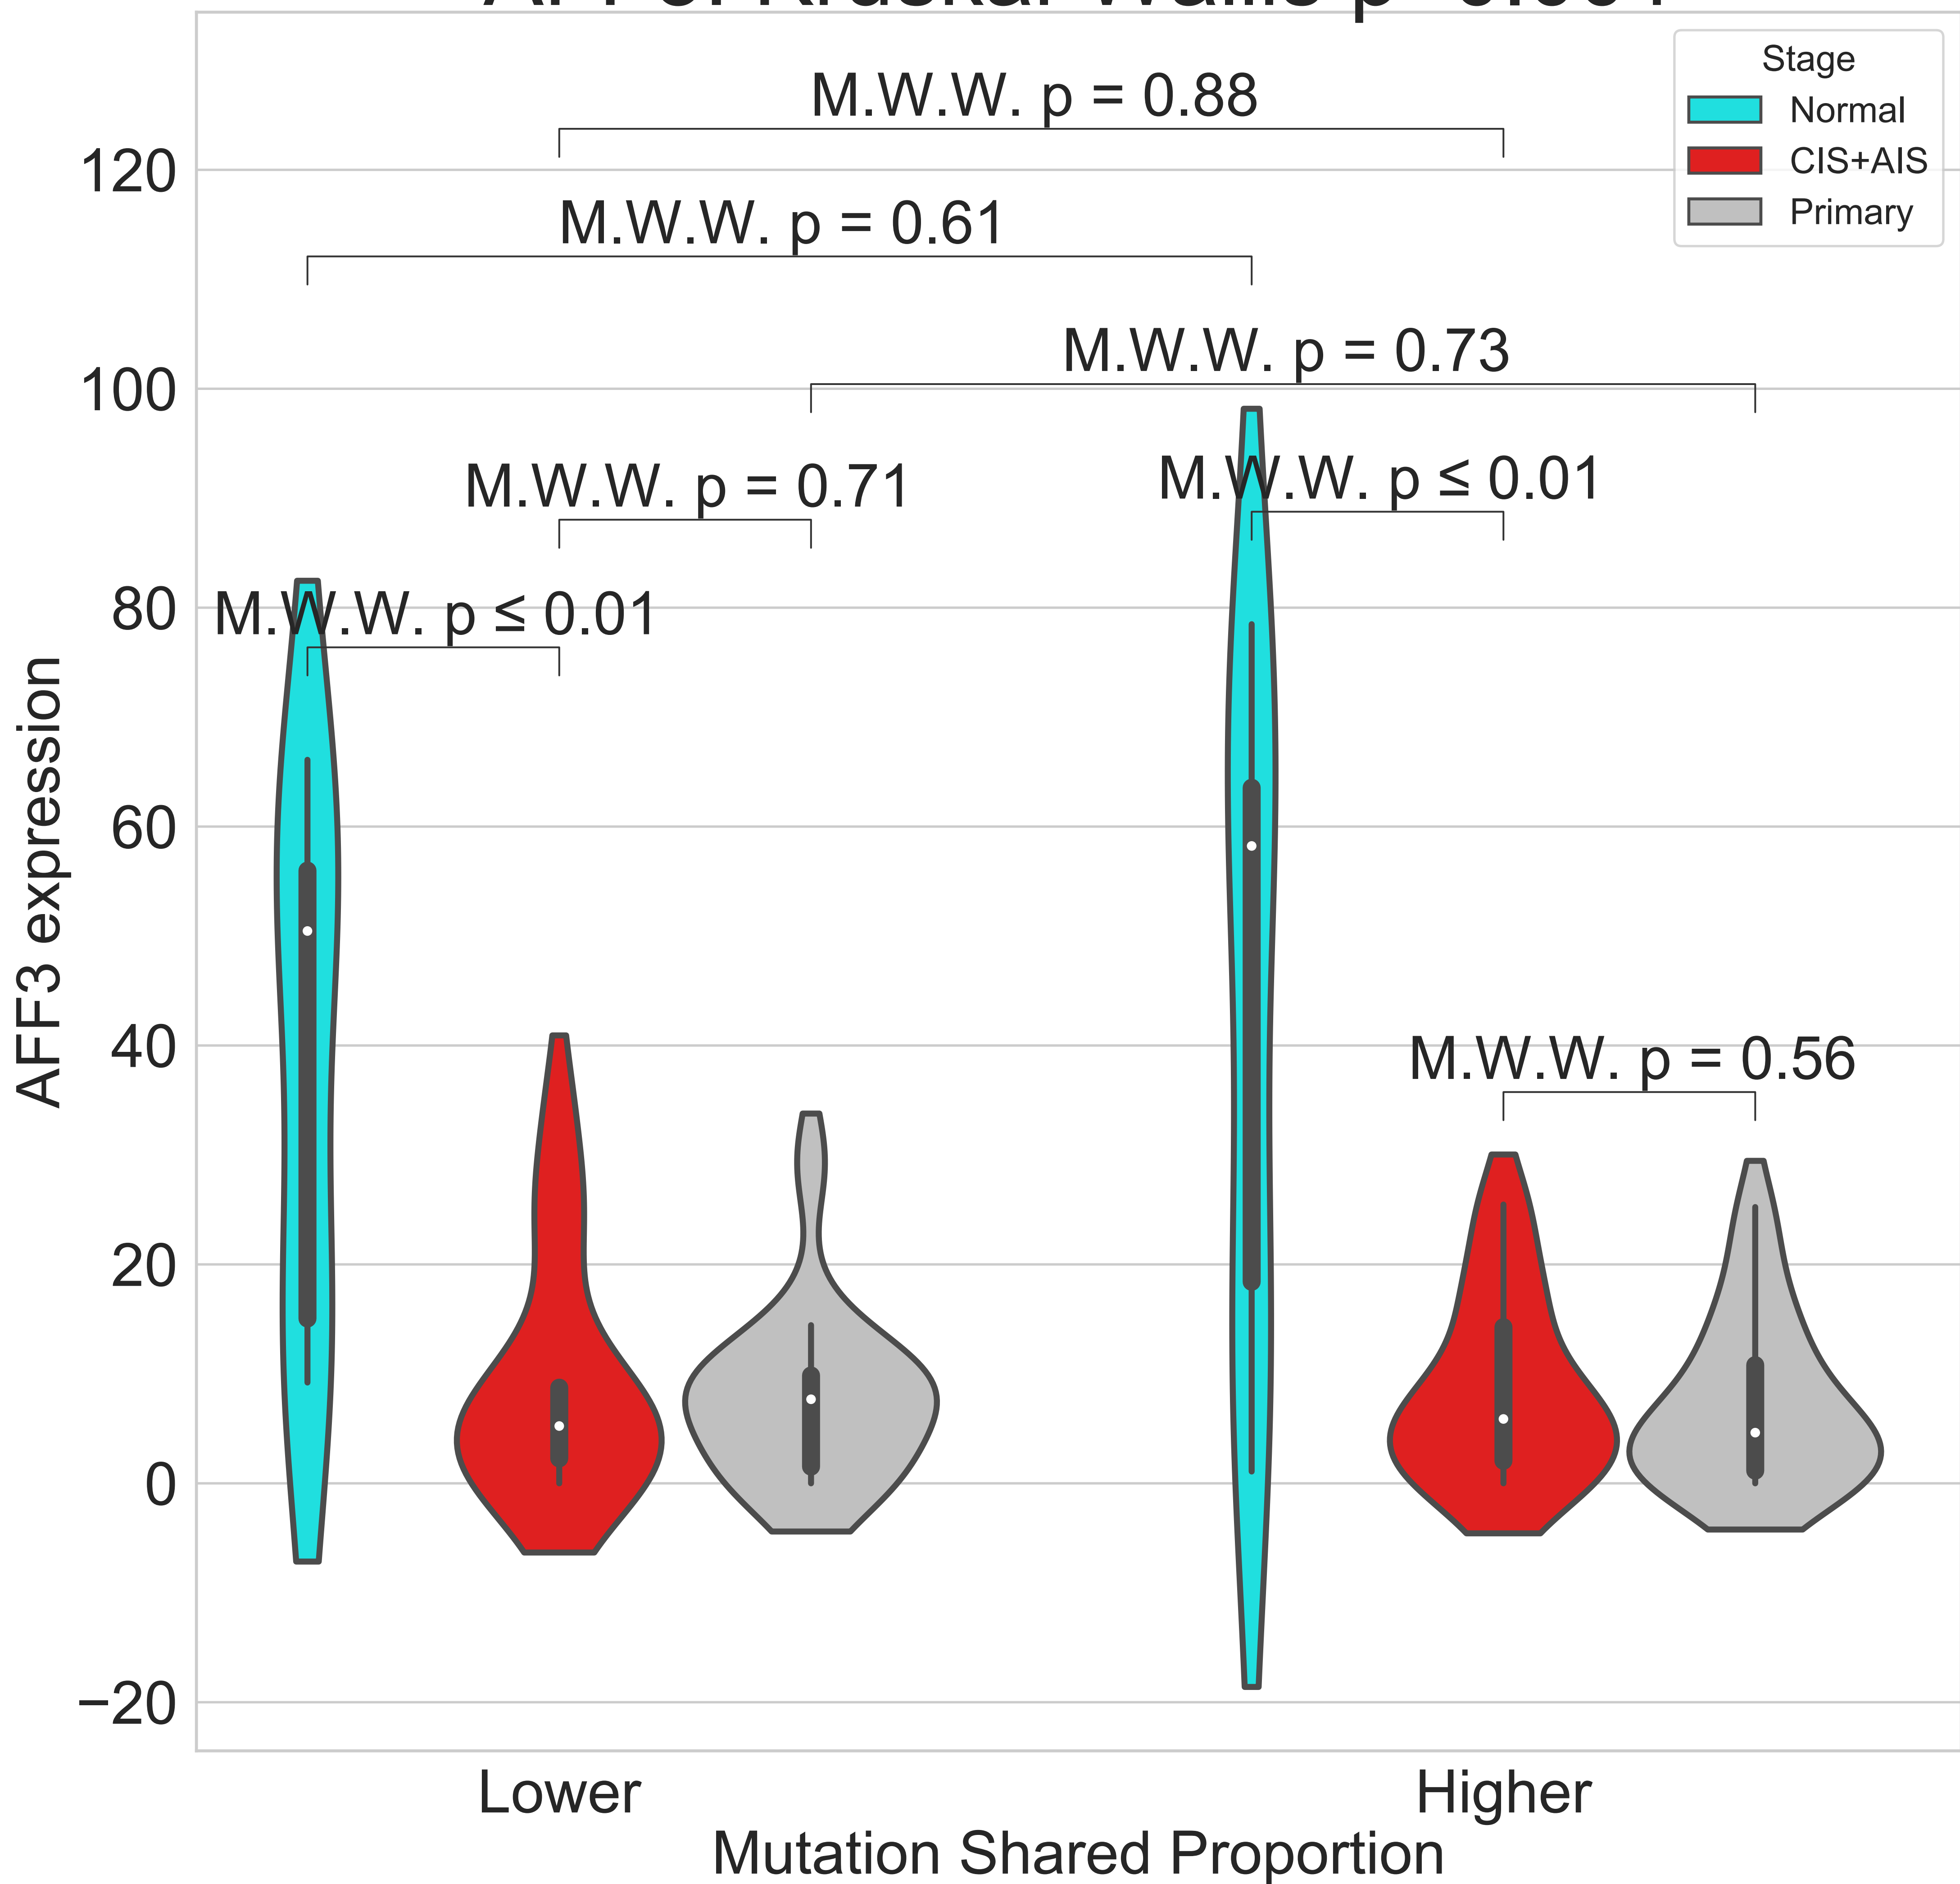 Stage
Normal
CIS+AIS
Primary
M.W.W. p = 0.88
M.W.W. p = 0.61
M.W.W. p = 0.73
M.W.W. p = 0.71
M.W.W. p ≤ 0.01
M.W.W. p ≤ 0.01
M.W.W. p = 0.56
120
100
80
60
40
20
0
−20
AFF3 expression
Lower
Higher
Mutation Shared Proportion